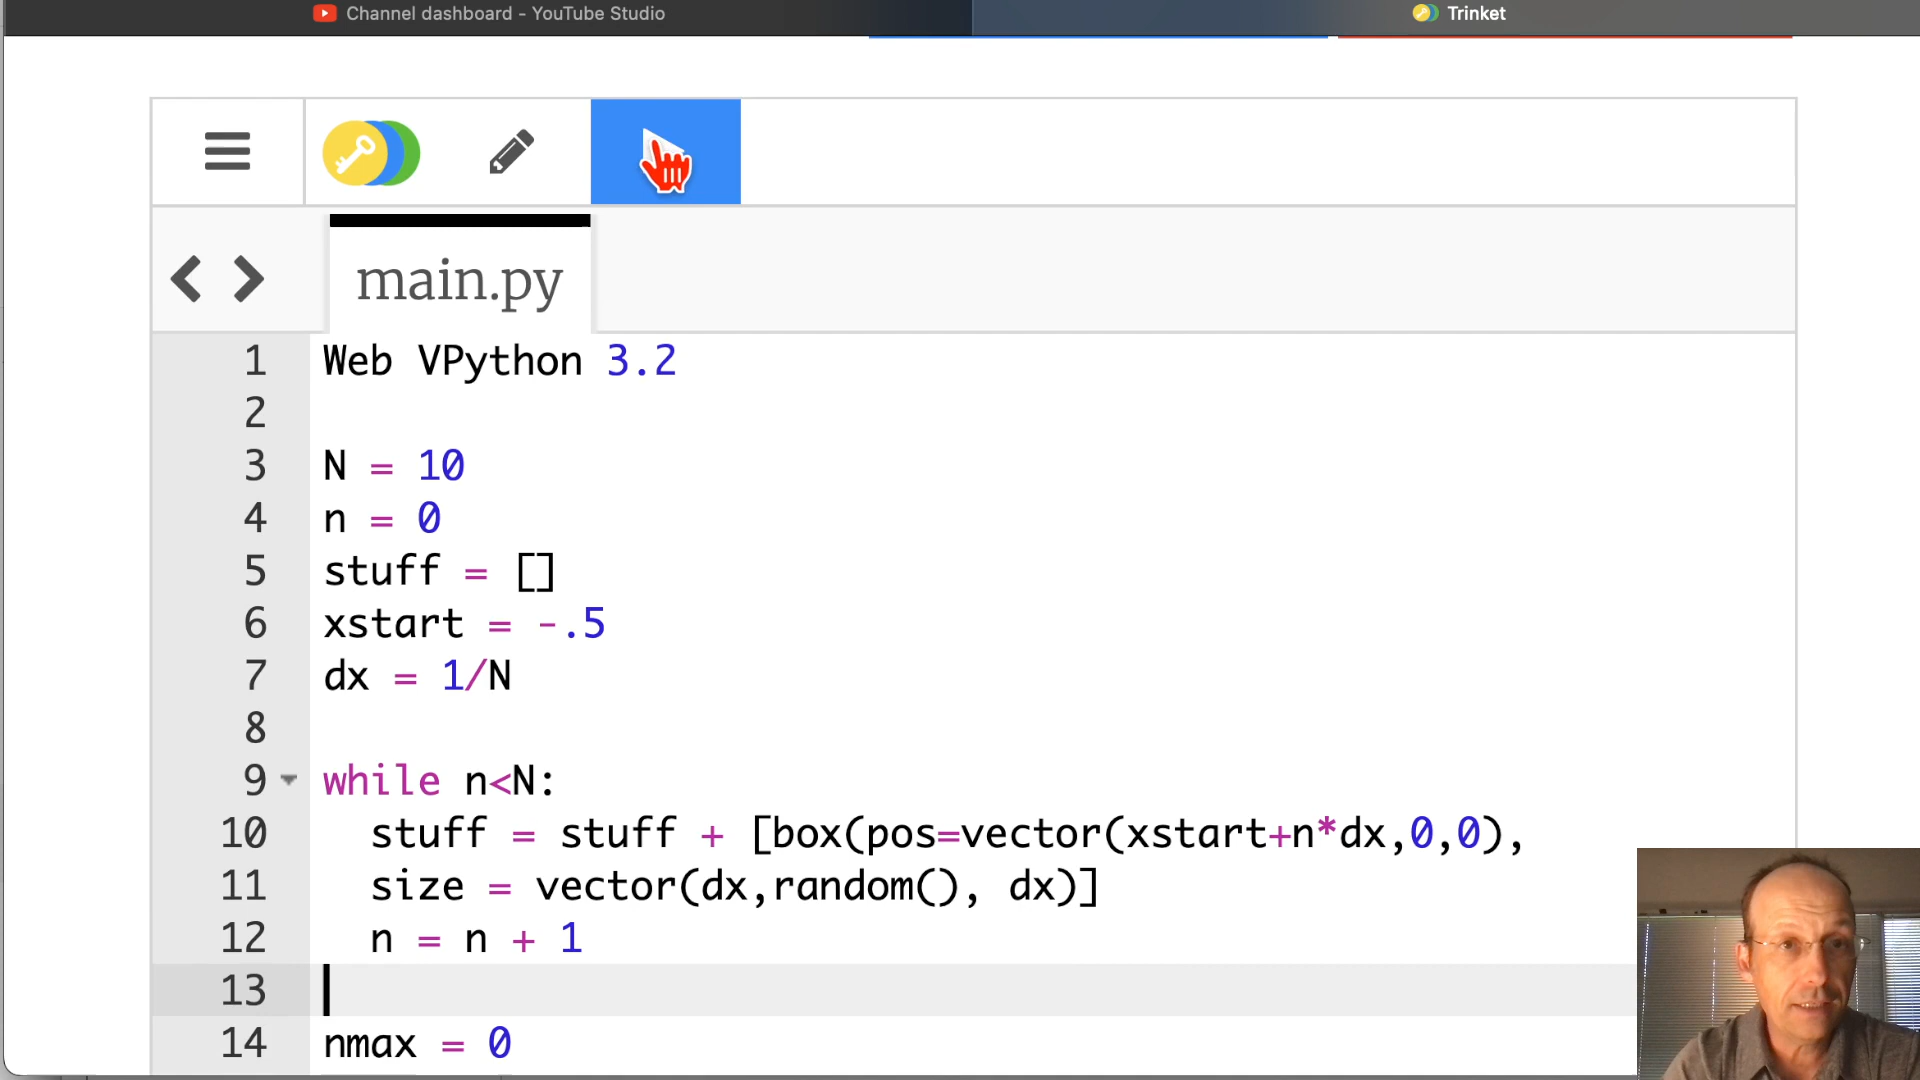 Channel dashboard - YouTube Studio
Trinket
main.py
1 Web VPython 3.2
2
3 N = 10
4 n = 0
5 stuff = []
6 xstart = -.5
7 dx = 1/N
8
9 while n<N:
10 stuff = stuff + [box(pos=vector(xstart+n*dx,0,0),
11 size = vector(dx,random(), dx)]
12 n = n + 1
13
14 nmax = 0